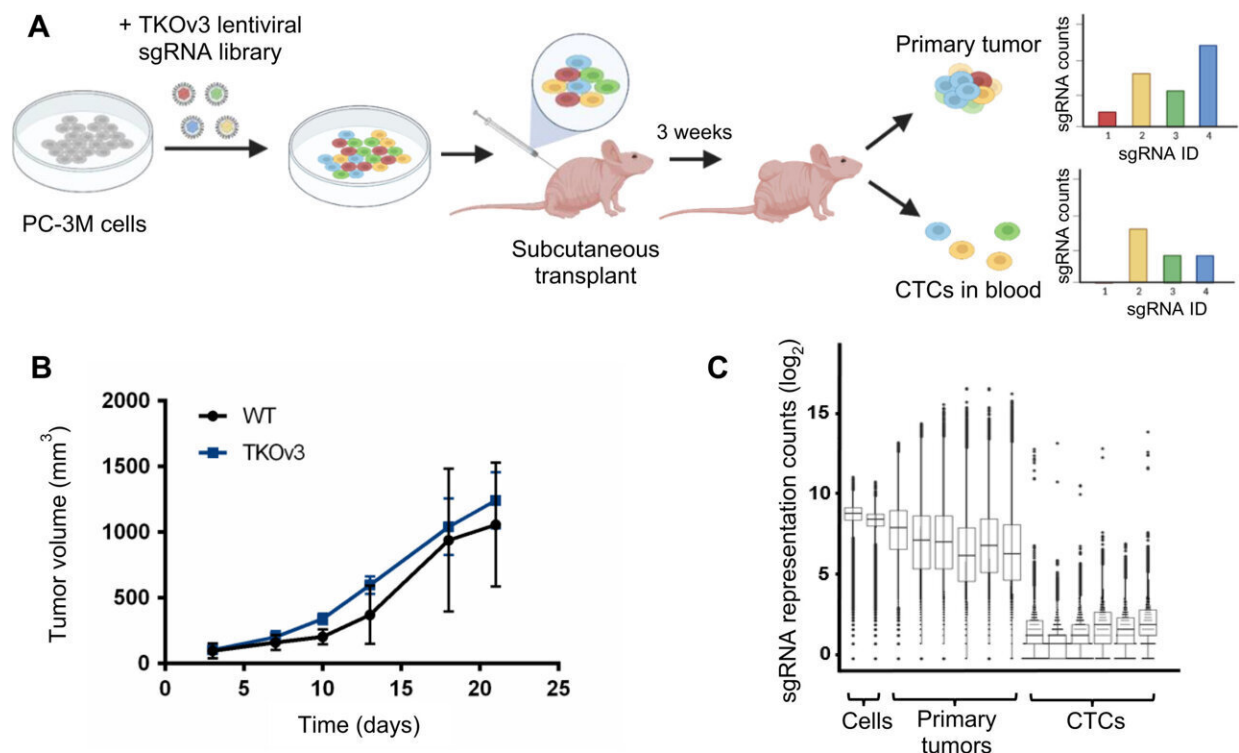 A
+ TKOv3 lentiviral
sgRNA library
PC-3M cells
Subcutaneous
transplant
3 weeks
Primary tumor
CTCs in blood
sgRNA counts
1 2 3 4
sgRNA ID
sgRNA counts
1 2 3 4
sgRNA ID
B
Tumor volume (mm3)
2000
1500
1000
500
0
WT
TKOv3
0 5 10 15 20 25
Time (days)
C
sgRNA representation counts (log2)
15
10
5
0
Cells
Primary
tumors
CTCs